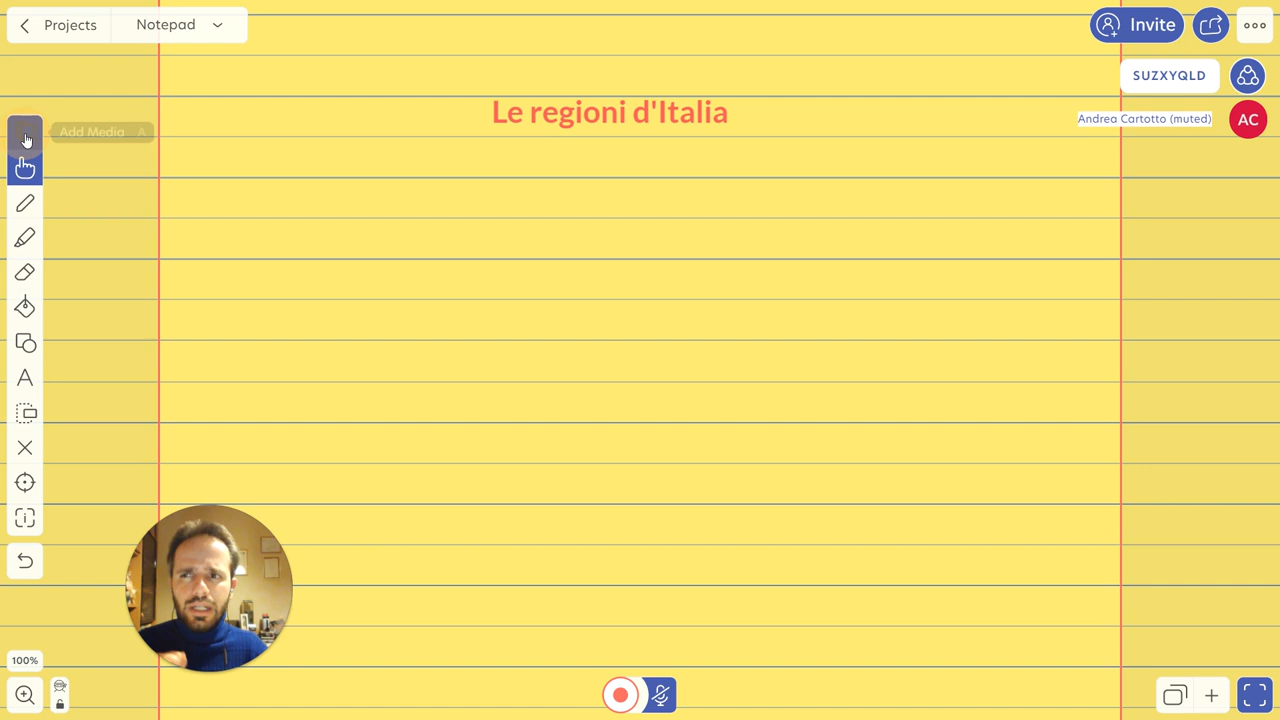 Projects
Notepad
Invite
SUZXYQLD
Le regioni d'Italia
Andrea Cartotto (muted)
AC
Add Media A
A
100%